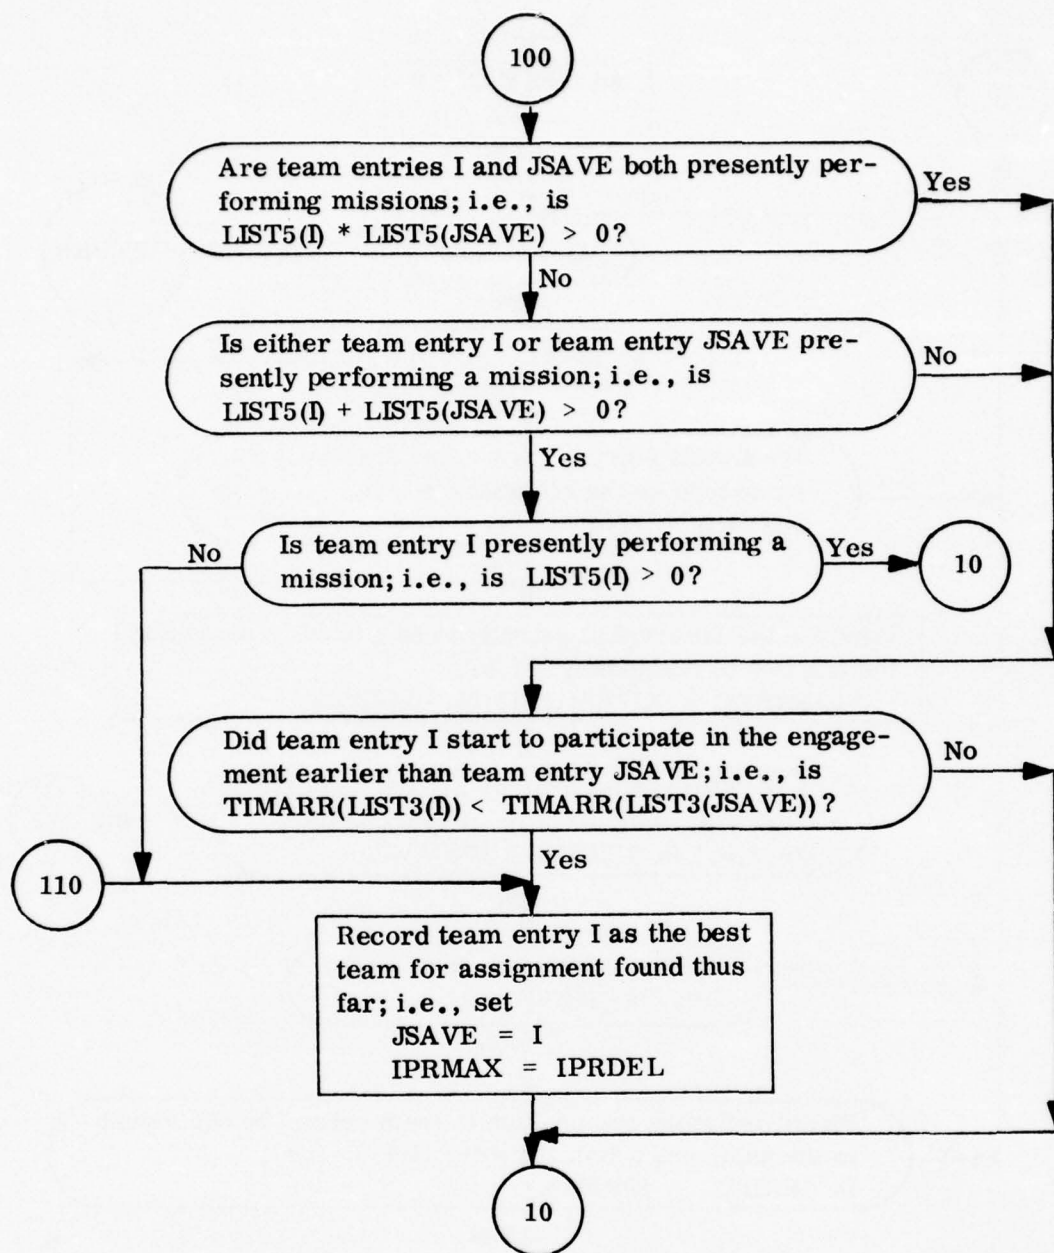 100
Are team entries I and JSAVE both presently per-
forming missions; i.e., is
LIST5(I) * LIST5(JSAVE) > 0?
Yes
No
Is either team entry I or team entry JSAVE pre-
sently performing a mission; i.e., is
LIST5(I) + LIST5(JSAVE) > 0?
No
Yes
No
Is team entry I presently performing a
mission; i.e., is LIST5(I) > 0?
Yes
10
Did team entry I start to participate in the engage-
ment earlier than team entry JSAVE; i.e., is
TIMARR(LIST3(I)) < TIMARR(LIST3(JSAVE))?
No
Yes
110
Record team entry I as the best
team for assignment found thus
far; i.e., set
JSAVE = I
IPRMAX = IPRDEL
10